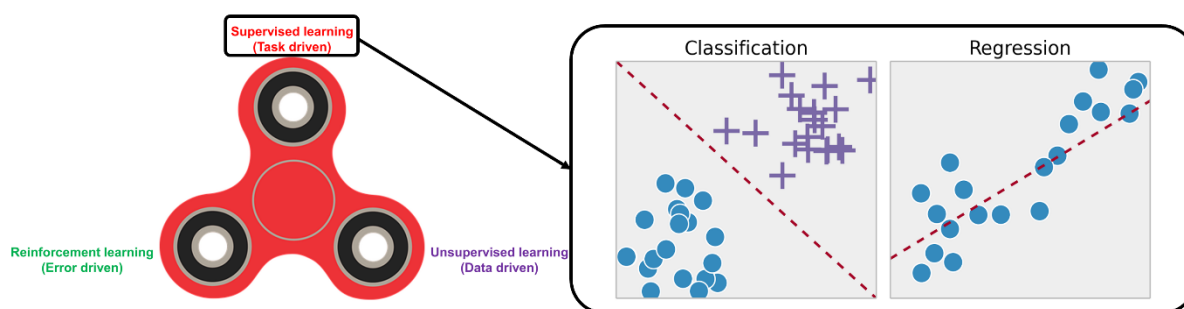 Supervised learning
(Task driven)
Reinforcement learning
(Error driven)
Unsupervised learning
(Data driven)
Classification
Regression